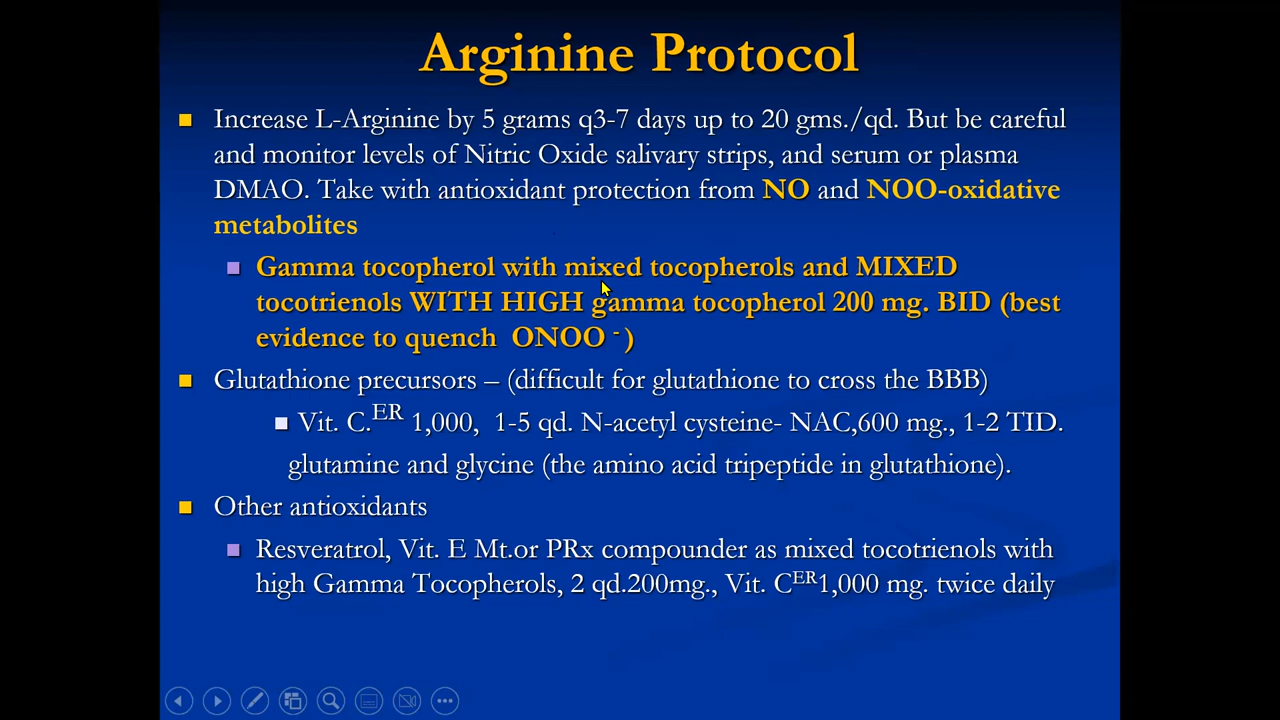 Arginine Protocol
Increase L-Arginine by 5 grams q3-7 days up to 20 gms./qd. But be careful
and monitor levels of Nitric Oxide salivary strips, and serum or plasma
DMAO. Take with antioxidant protection from NO and NOO-oxidative
metabolites
Gamma tocopherol with mixed tocopherols and MIXED
tocotrienols WITH HIGH gamma tocopherol 200 mg. BID (best
evidence to quench ONOO - )
Glutathione precursors – (difficult for glutathione to cross the BBB)
Vit. C.ER 1,000, 1-5 qd. N-acetyl cysteine- NAC,600 mg., 1-2 TID.
glutamine and glycine (the amino acid tripeptide in glutathione).
Other antioxidants
Resveratrol, Vit. E Mt.or PRx compounder as mixed tocotrienols with
high Gamma Tocopherols, 2 qd.200mg., Vit. CER1,000 mg. twice daily